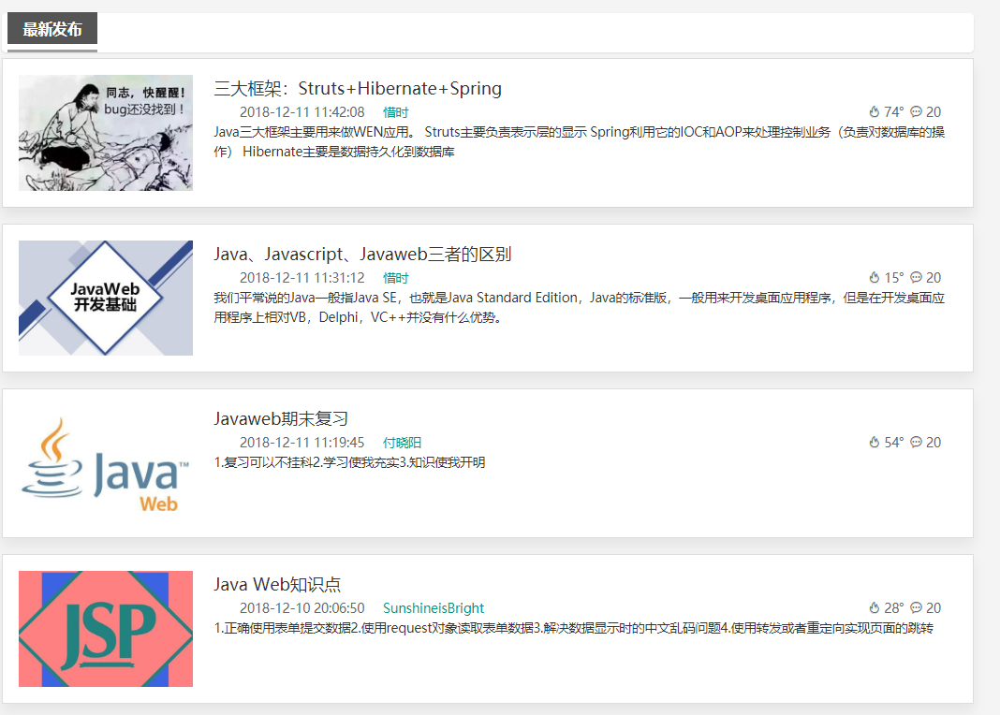 最新发布
同志，快醒醒！
bug还没找到！
三大框架：Struts+Hibernate+Spring
2018-12-11 11:42:08 惜时 74° 20
Java三大框架主要用来做WEN应用。 Struts主要负责表示层的显示 Spring利用它的IOC和AOP来处理控制业务（负责对数据库的操
作） Hibernate主要是数据持久化到数据库
JavaWeb
开发基础
Java、Javascript、Javaweb三者的区别
2018-12-11 11:31:12 惜时 15° 20
我们平常说的Java一般指Java SE，也就是Java Standard Edition，Java的标准版，一般用来开发桌面应用程序，但是在开发桌面应
用程序上相对VB，Delphi，VC++并没有什么优势。
Java™
Web
Javaweb期末复习
2018-12-11 11:19:45 付晓阳 54° 20
1.复习可以不挂科2.学习使我充实3.知识使我开明
JSP
Java Web知识点
2018-12-10 20:06:50 SunshineisBright 28° 20
1.正确使用表单提交数据2.使用request对象读取表单数据3.解决数据显示时的中文乱码问题4.使用转发或者重定向实现页面的跳转